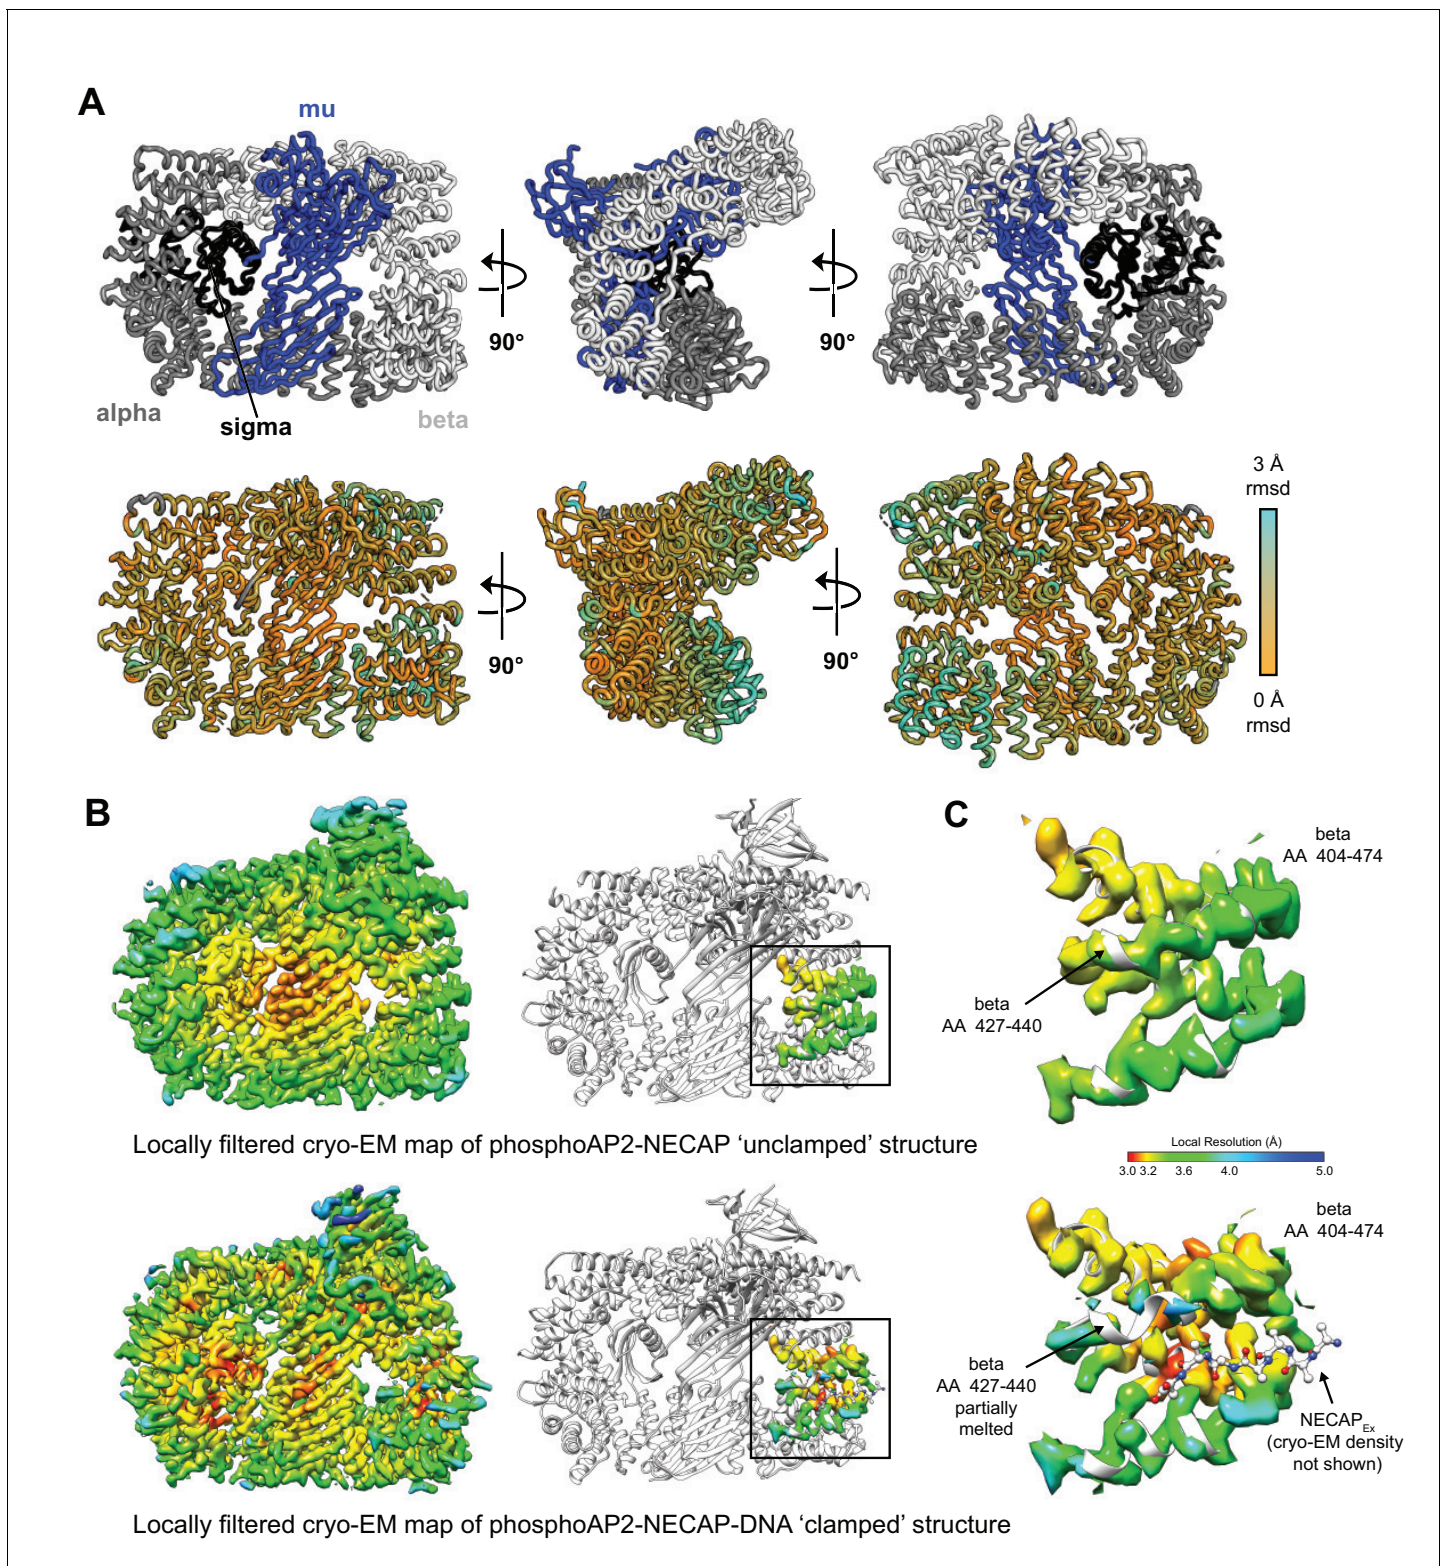 A
mu
90°
90°
alpha
sigma
beta
3 Å
rmsd
90°
90°
0 Å
rmsd
B
C
beta
AA 404-474
beta
AA 427-440
Locally filtered cryo-EM map of phosphoAP2-NECAP ‘unclamped’ structure
Local Resolution (Å)
3.0 3.2 3.6 4.0 5.0
beta
AA 404-474
beta
AA 427-440
partially
melted
NECAPEx
(cryo-EM density
not shown)
Locally filtered cryo-EM map of phosphoAP2-NECAP-DNA ‘clamped’ structure